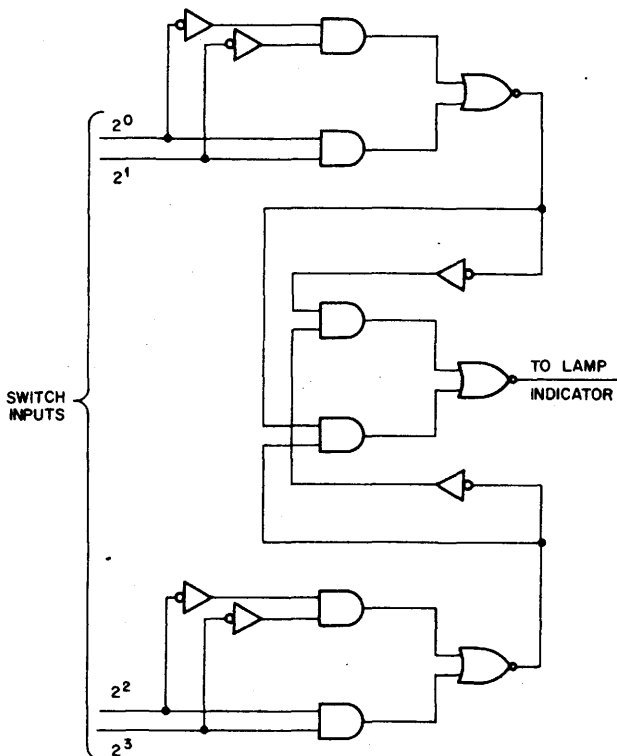 2⁰
2¹
SWITCH
INPUTS
TO LAMP
INDICATOR
2²
2³